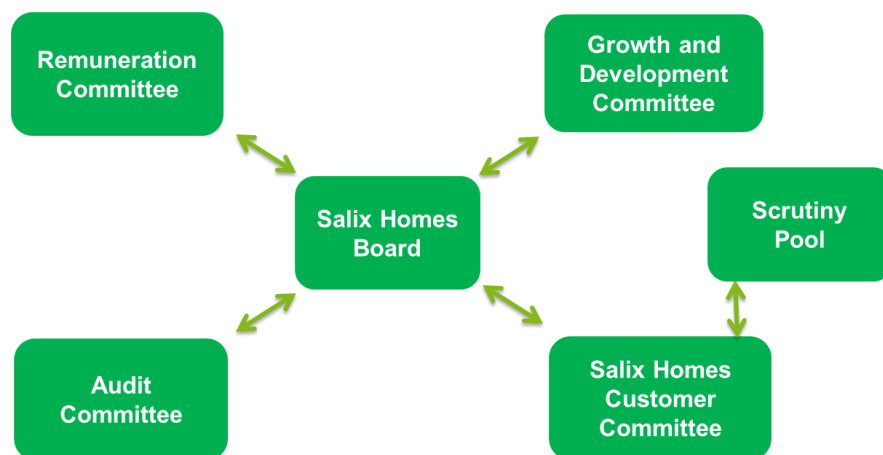 Remuneration
Committee
Growth and
Development
Committee
Salix Homes
Board
Scrutiny
Pool
Audit
Committee
Salix Homes
Customer
Committee